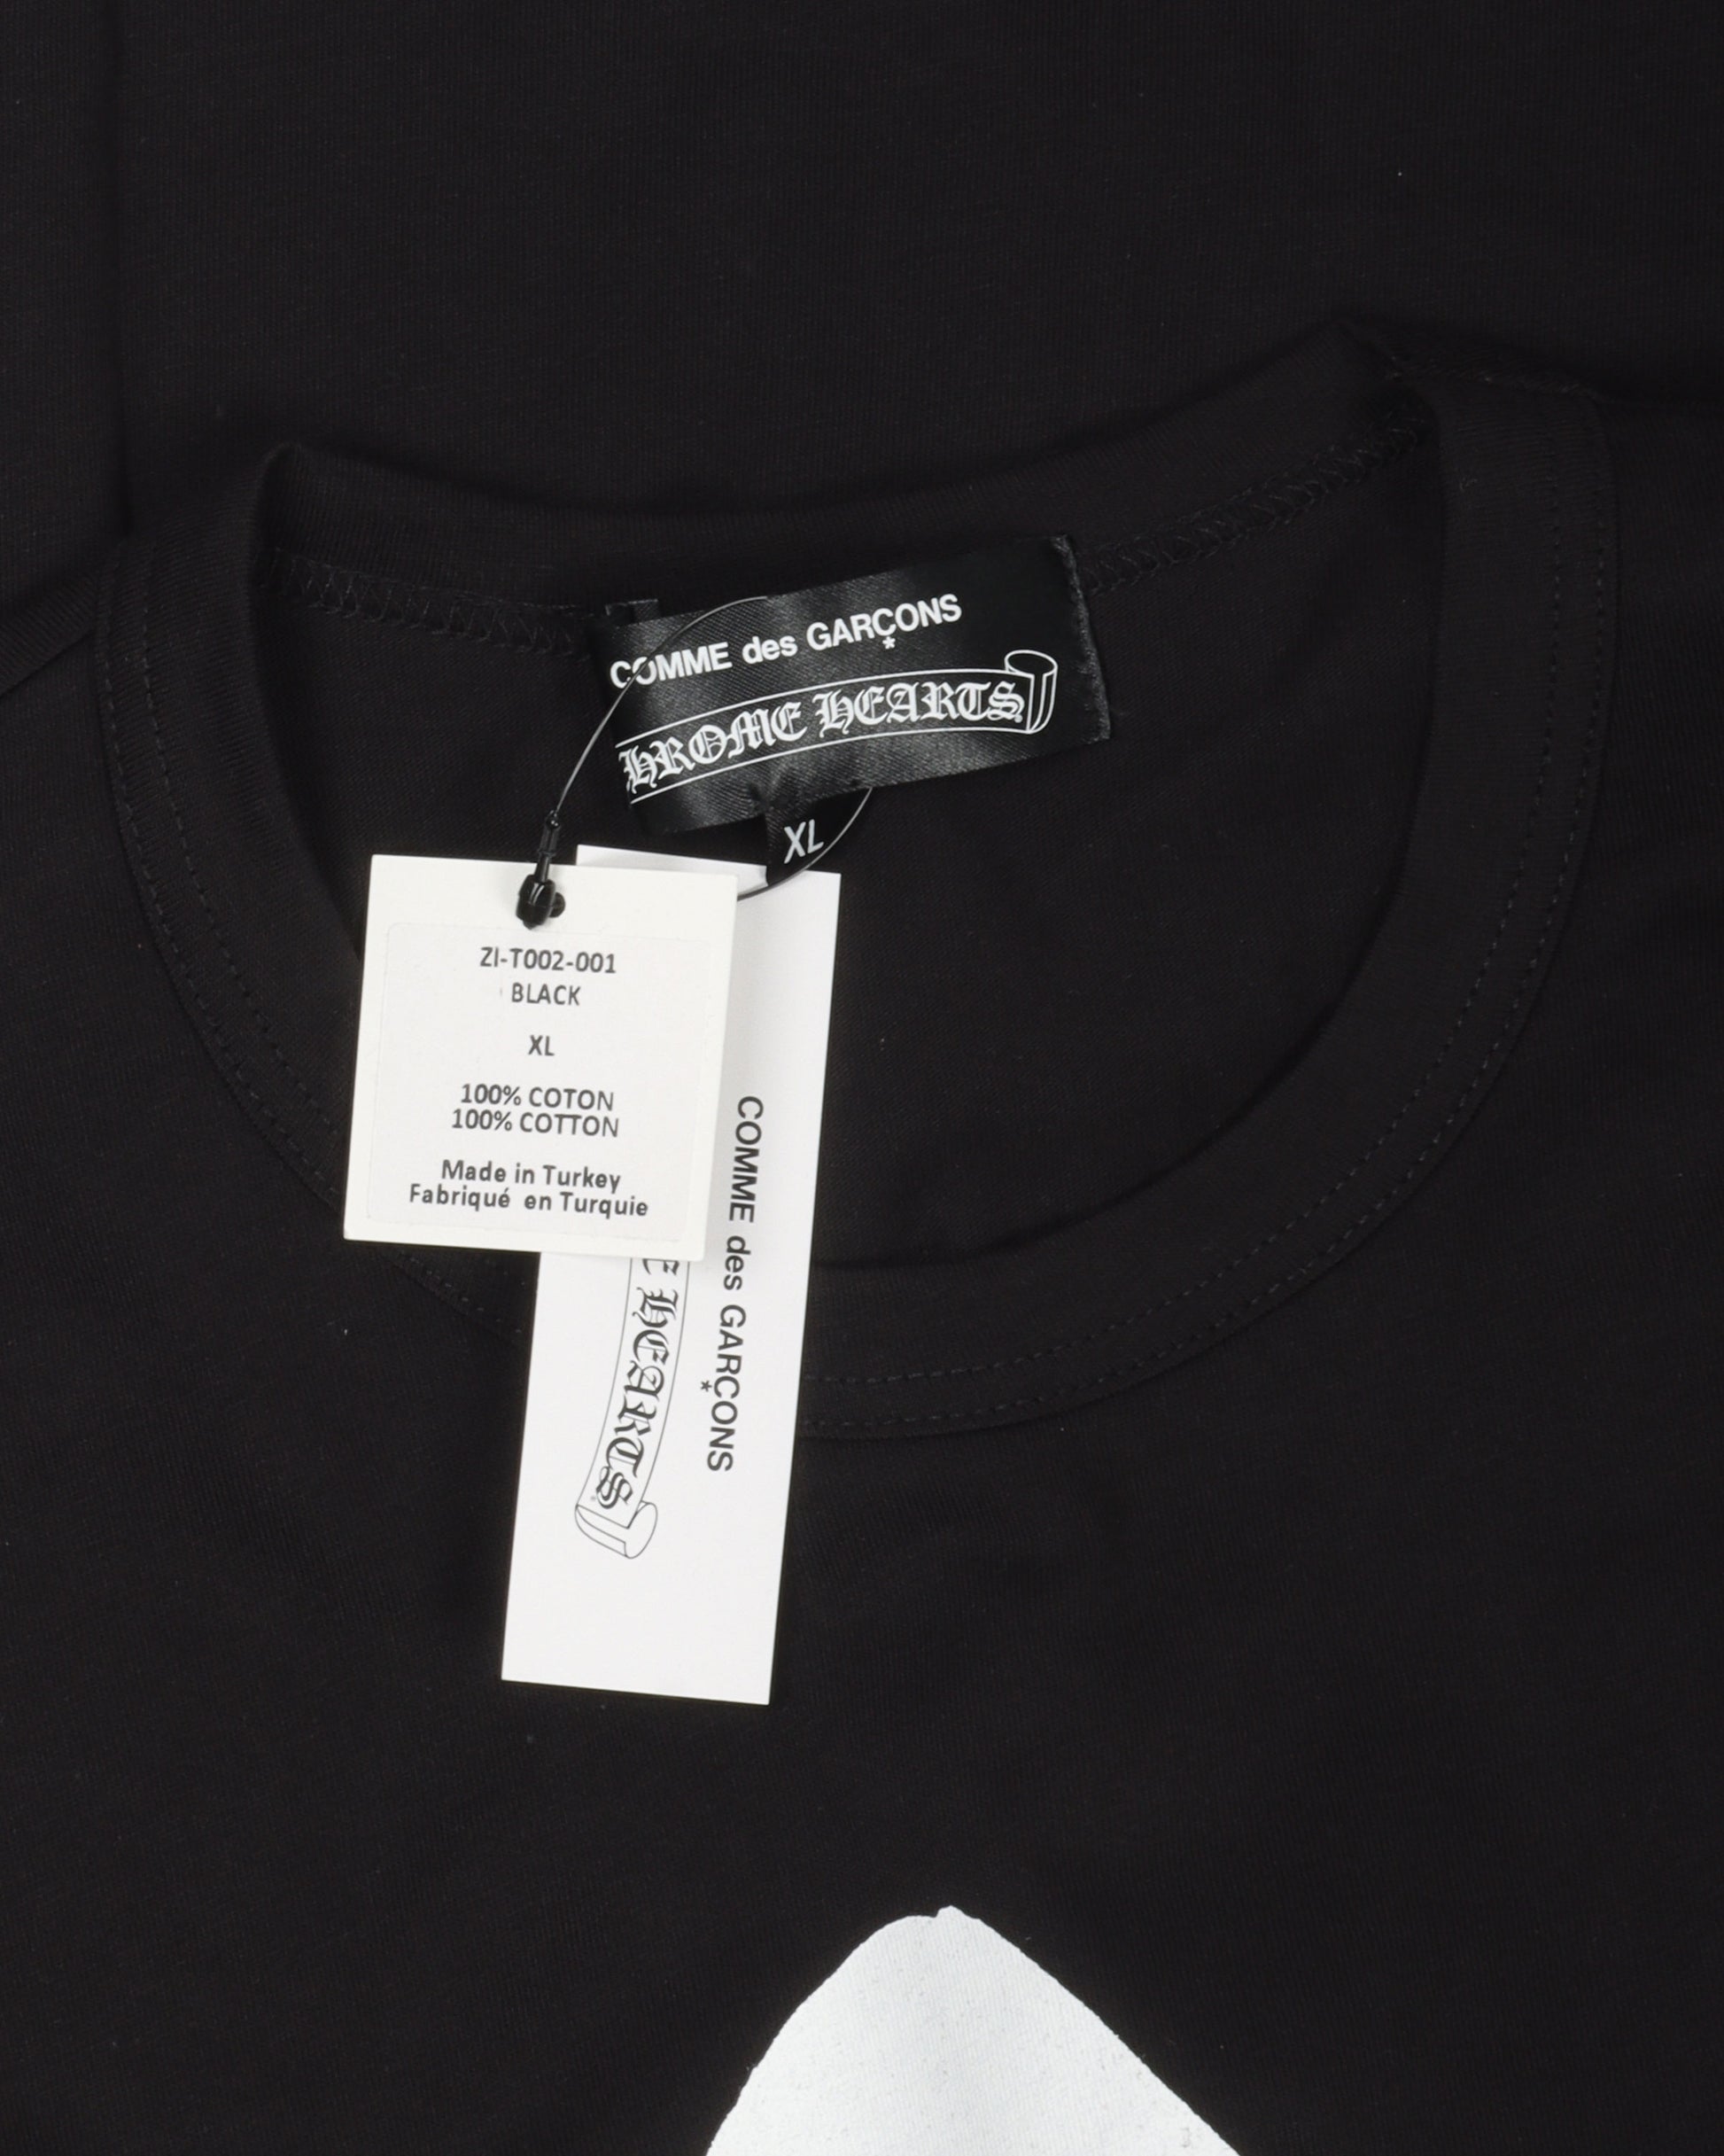 COMME des GARÇONS
*
CHROME HEARTS
XL
ZI-T002-001
BLACK
XL
100% COTON
100% COTTON
Made in Turkey
Fabriqué en Turquie
COMME des GARÇONS
*
HEARTS